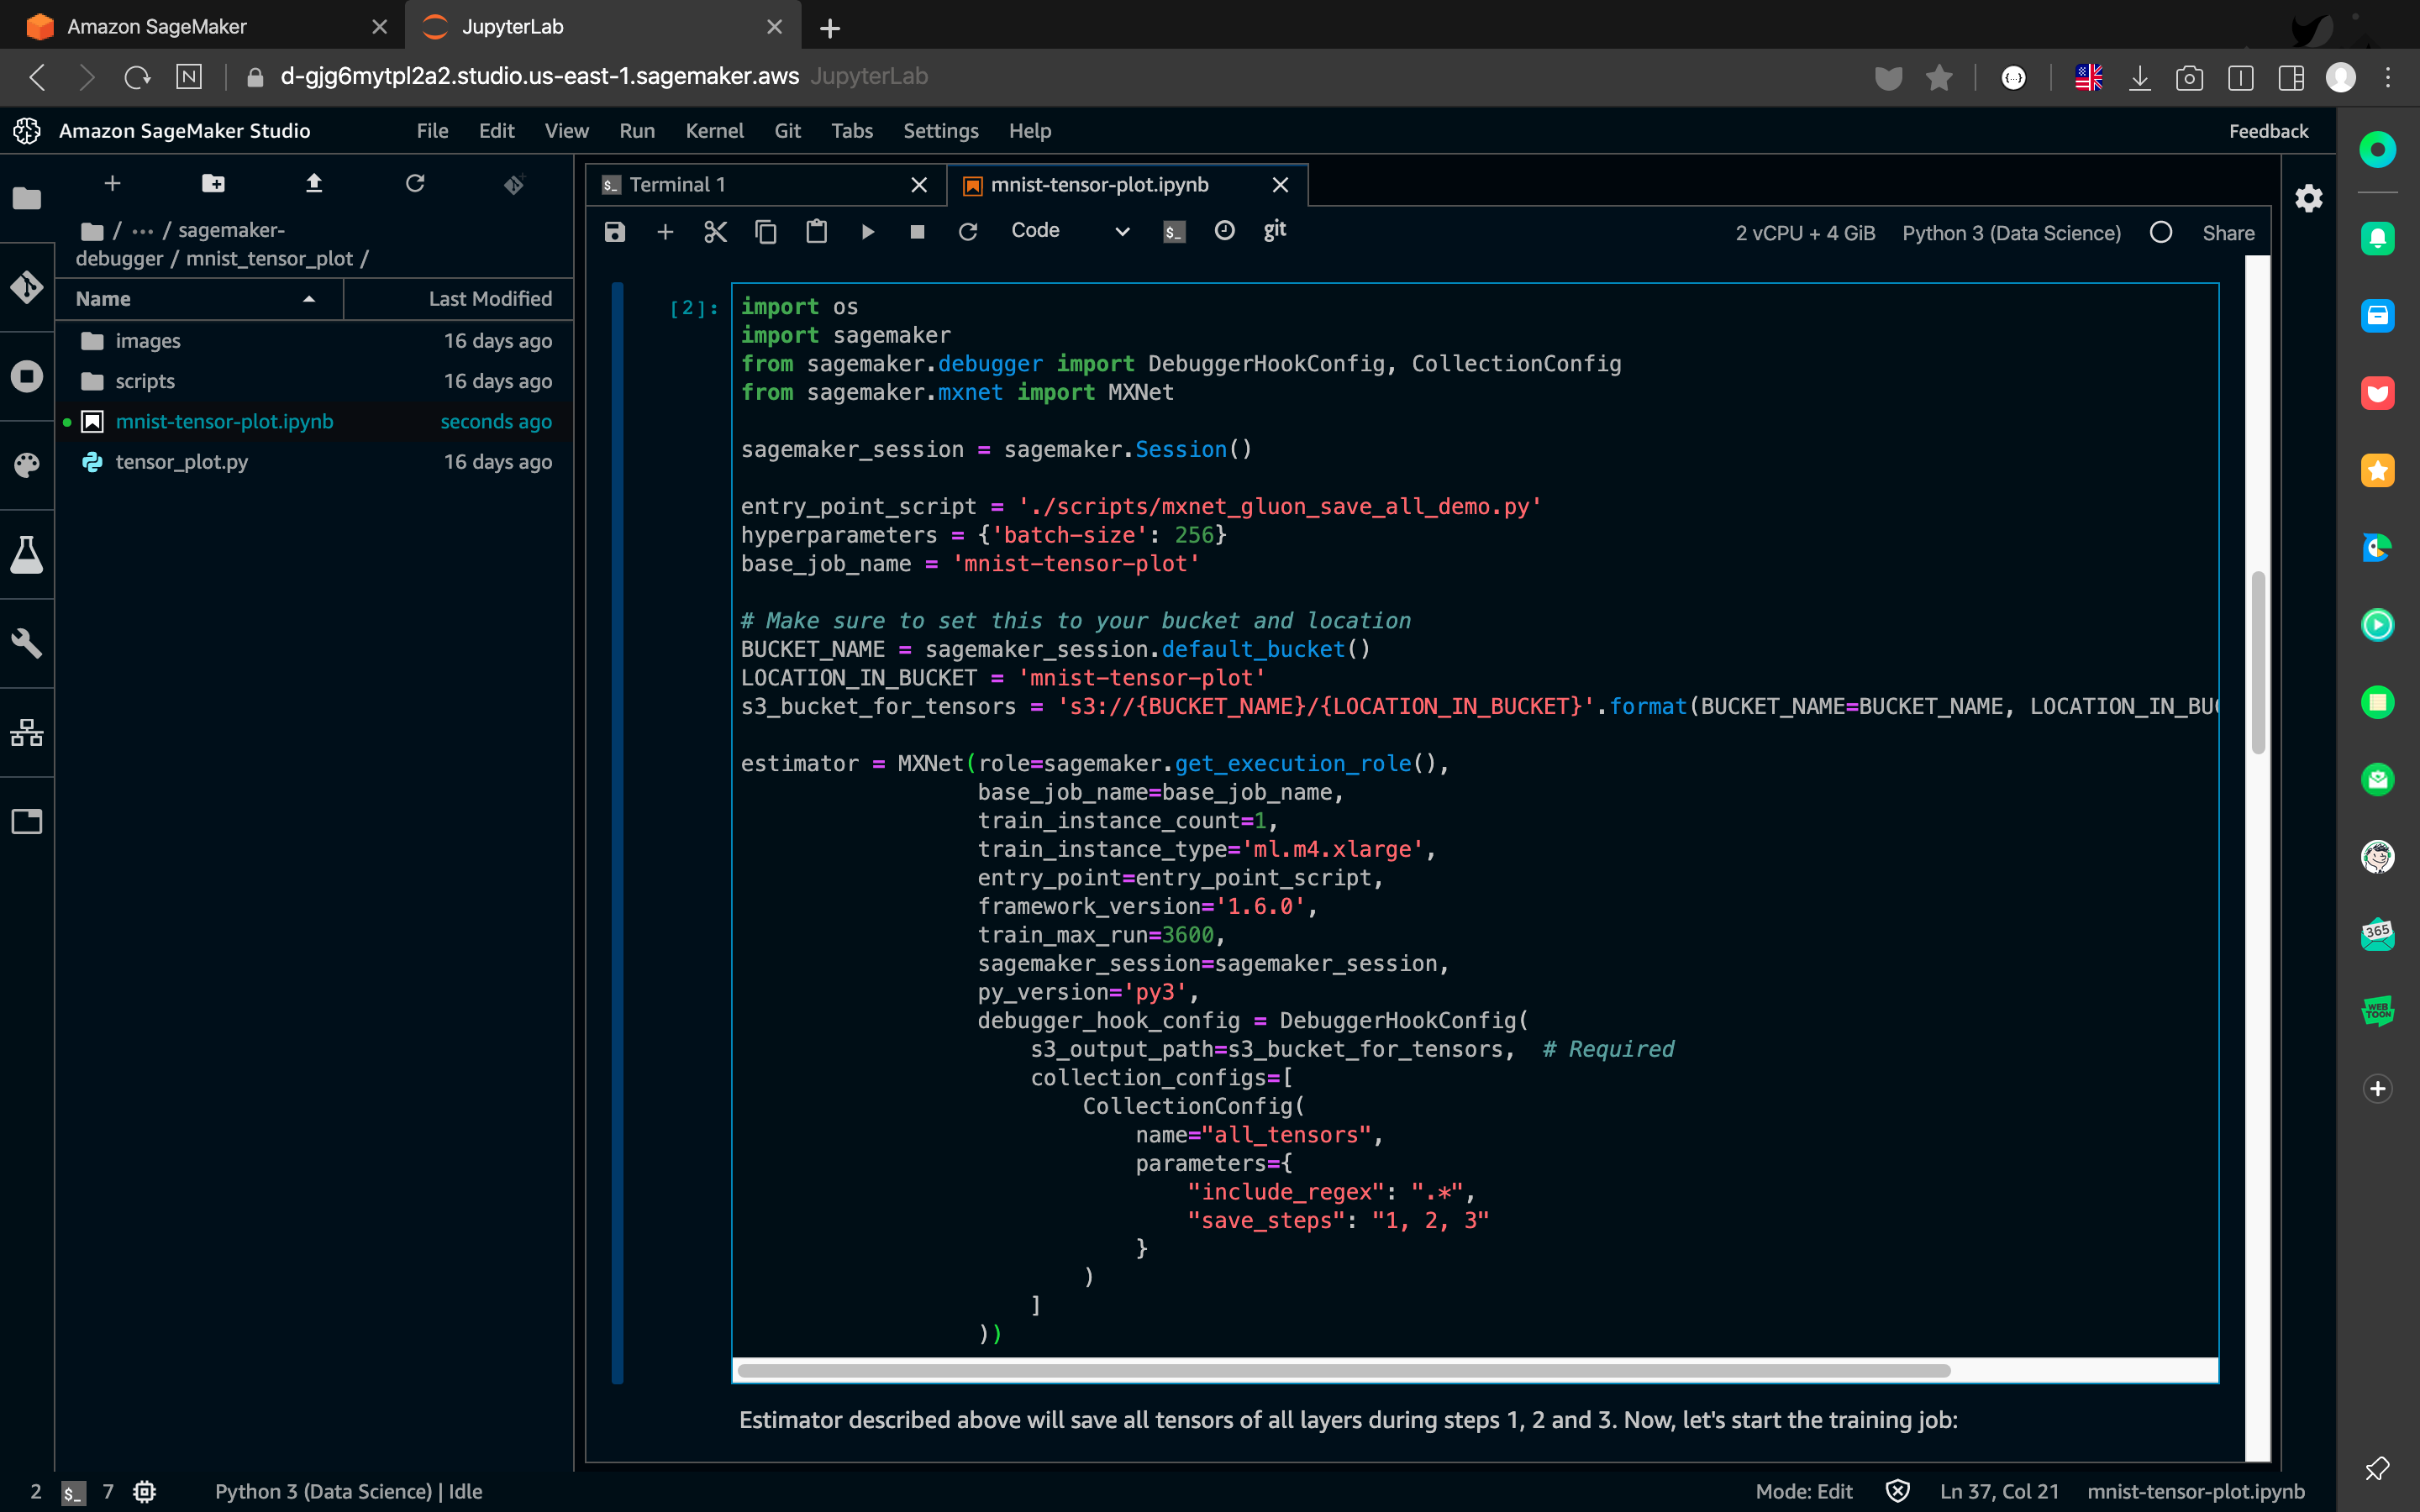 Amazon SageMaker
JupyterLab
d-gjg6mytpl2a2.studio.us-east-1.sagemaker.aws JupyterLab
Amazon SageMaker Studio
File Edit View Run Kernel Git Tabs Settings Help
Feedback
/ ··· / sagemaker-
debugger / mnist_tensor_plot /
Name Last Modified
images 16 days ago
scripts 16 days ago
mnist-tensor-plot.ipynb seconds ago
tensor_plot.py 16 days ago
$_ Terminal 1
mnist-tensor-plot.ipynb
Code $_ git 2 vCPU + 4 GiB Python 3 (Data Science) Share
[2]: import os
import sagemaker
from sagemaker.debugger import DebuggerHookConfig, CollectionConfig
from sagemaker.mxnet import MXNet
sagemaker_session = sagemaker.Session()
entry_point_script = './scripts/mxnet_gluon_save_all_demo.py'
hyperparameters = {'batch-size': 256}
base_job_name = 'mnist-tensor-plot'
# Make sure to set this to your bucket and location
BUCKET_NAME = sagemaker_session.default_bucket()
LOCATION_IN_BUCKET = 'mnist-tensor-plot'
s3_bucket_for_tensors = 's3://{BUCKET_NAME}/{LOCATION_IN_BUCKET}'.format(BUCKET_NAME=BUCKET_NAME, LOCATION_IN_BU
estimator = MXNet(role=sagemaker.get_execution_role(),
base_job_name=base_job_name,
train_instance_count=1,
train_instance_type='ml.m4.xlarge',
entry_point=entry_point_script,
framework_version='1.6.0',
train_max_run=3600,
sagemaker_session=sagemaker_session,
py_version='py3',
debugger_hook_config = DebuggerHookConfig(
s3_output_path=s3_bucket_for_tensors,  # Required
collection_configs=[
CollectionConfig(
name="all_tensors",
parameters={
"include_regex": ".*",
"save_steps": "1, 2, 3"
}
)
]
))
Estimator described above will save all tensors of all layers during steps 1, 2 and 3. Now, let's start the training job:
365
WEB
TOON
2 $_ 7 Python 3 (Data Science) | Idle
Mode: Edit Ln 37, Col 21 mnist-tensor-plot.ipynb